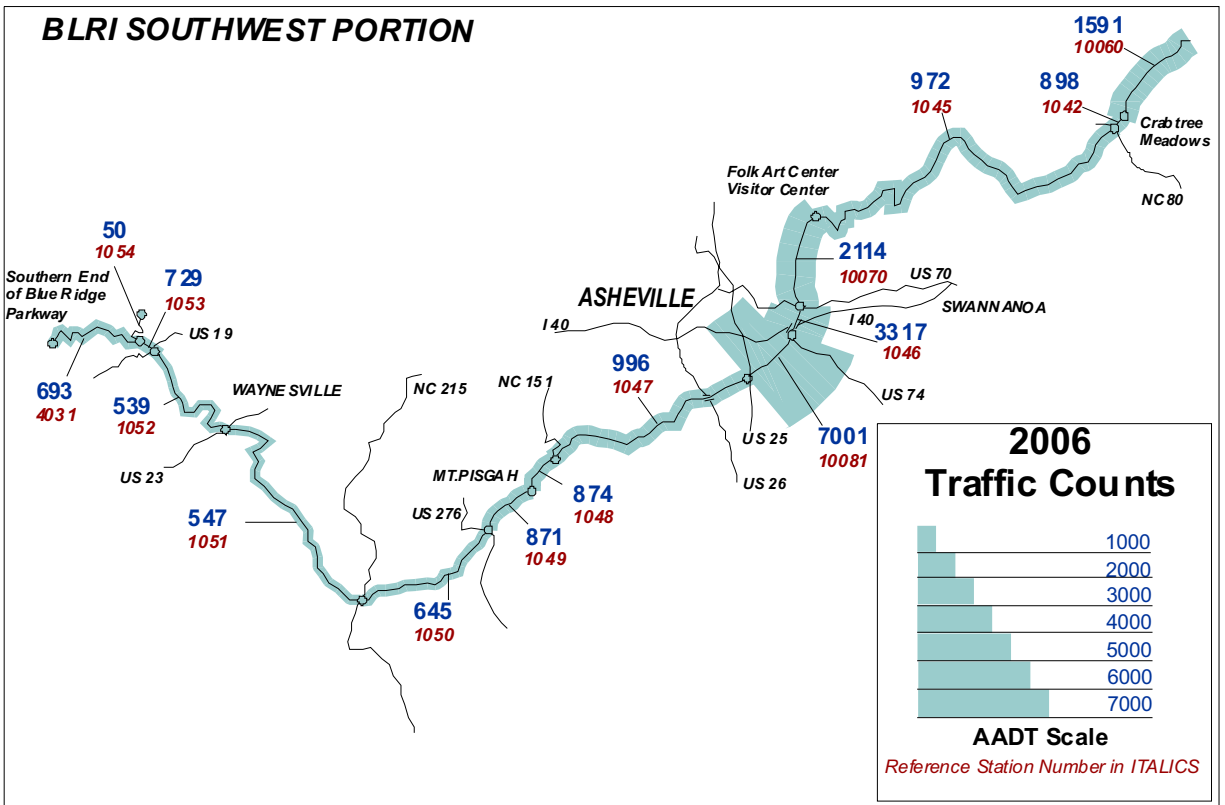 BLRI SOUTHWEST PORTION
1591
10060
972
1045
898
1042
Crabtree
Meadows
Folk Art Center
Visitor Center
NC 80
50
1054
729
1053
Southern End
of Blue Ridge
Parkway
US 19
2114
10070
US 70
ASHEVILLE
SWANNANOA
I 40
I 40
3317
1046
996
1047
693
4031
539
1052
WAYNESVILLE
NC 215
NC 151
US 74
US 25
7001
10081
US 23
MT.PISGAH
US 26
874
1048
547
1051
US 276
871
1049
645
1050
2006
Traffic Counts
1000
2000
3000
4000
5000
6000
7000
AADT Scale
Reference Station Number in ITALICS